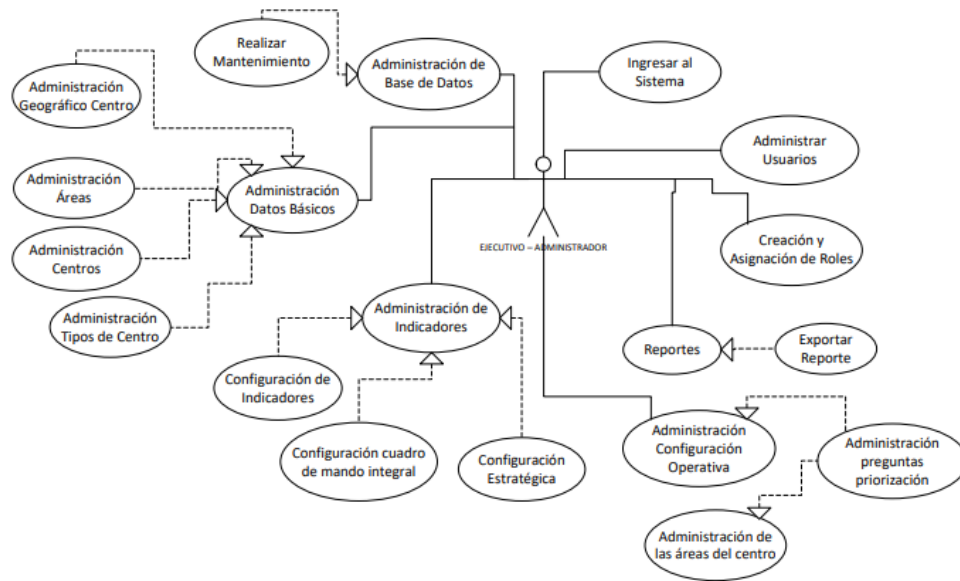 Realizar
Mantenimiento
Administración de
Base de Datos
Ingresar al
Sistema
Administración
Geográfico Centro
Administrar
Usuarios
Administración
Áreas
Administración
Datos Básicos
Administración
Centros
EJECUTIVO – ADMINISTRADOR
Creación y
Asignación de Roles
Administración
Tipos de Centro
Administración de
Indicadores
Reportes
Exportar
Reporte
Configuración de
Indicadores
Configuración cuadro
de mando integral
Configuración
Estratégica
Administración
Configuración
Operativa
Administración
preguntas
priorización
Administración de
las áreas del centro